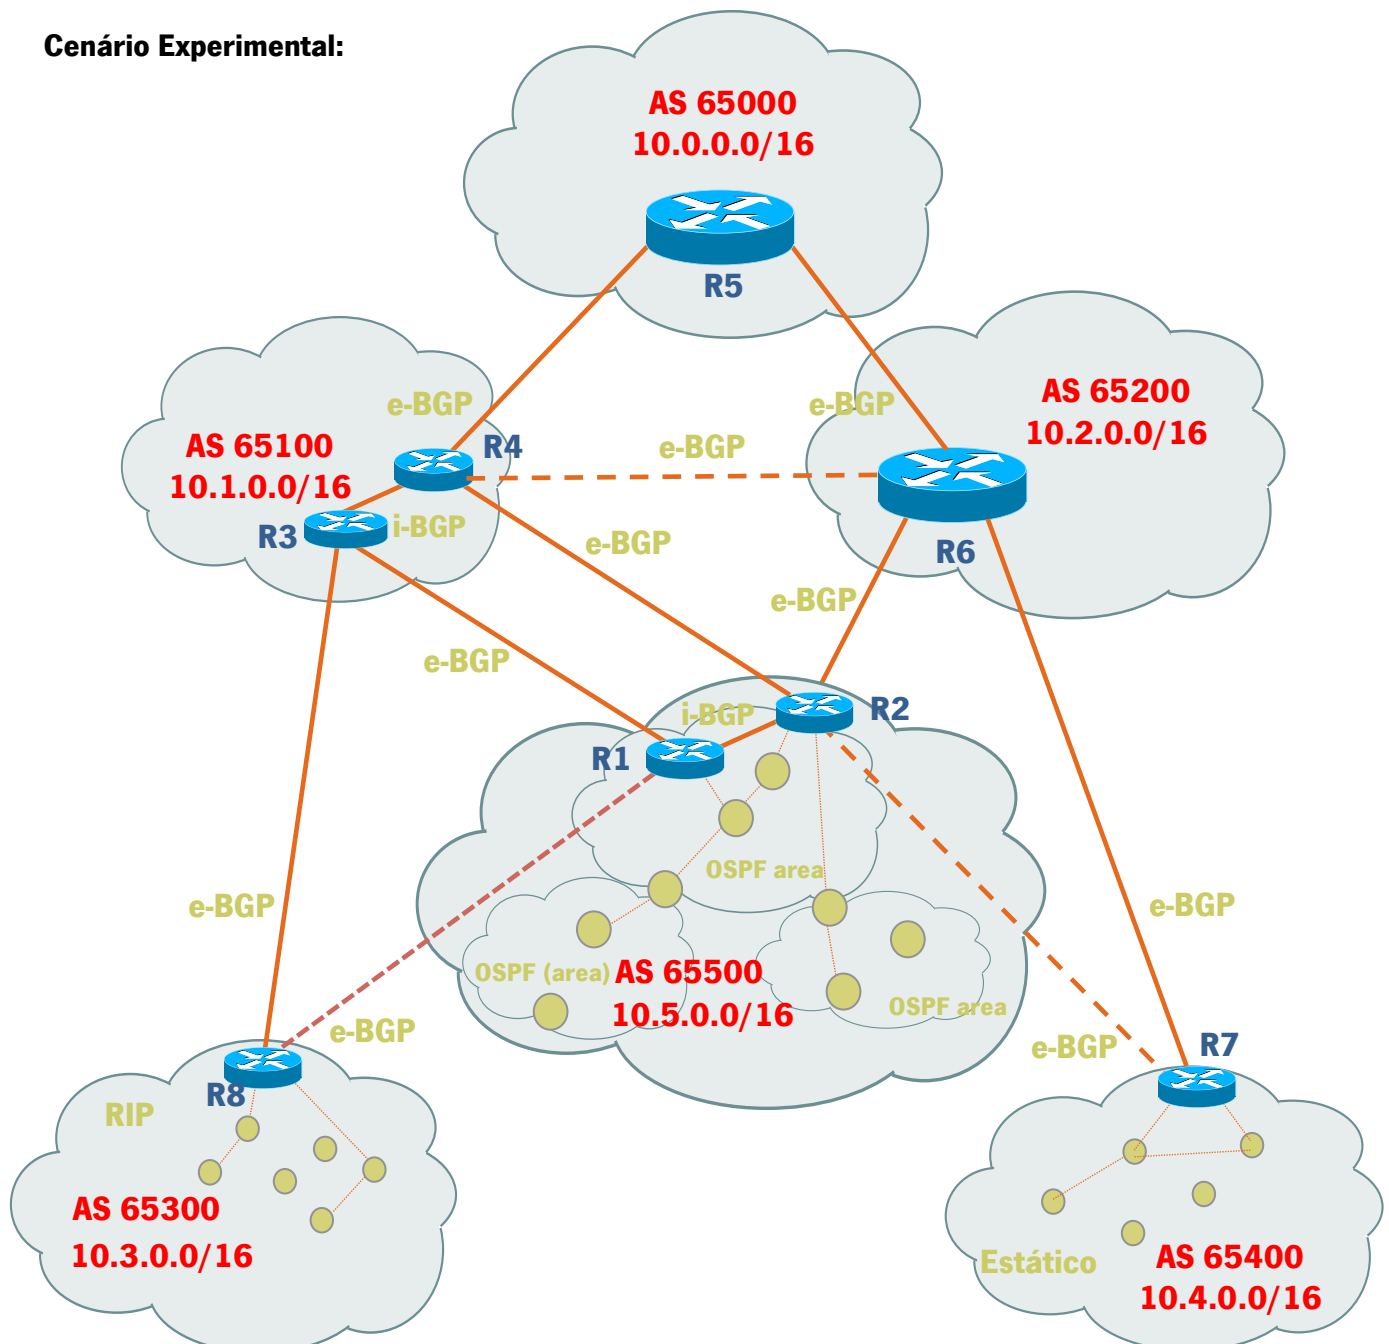 Cenário Experimental:
AS 65000
10.0.0.0/16
R5
AS 65200
10.2.0.0/16
e-BGP
e-BGP
R4
e-BGP
AS 65100
10.1.0.0/16
i-BGP
R3
e-BGP
R6
e-BGP
e-BGP
i-BGP
R2
R1
OSPF area
e-BGP
e-BGP
OSPF (area)
AS 65500
10.5.0.0/16
OSPF area
e-BGP
e-BGP
R7
R8
RIP
AS 65300
10.3.0.0/16
Estático
AS 65400
10.4.0.0/16